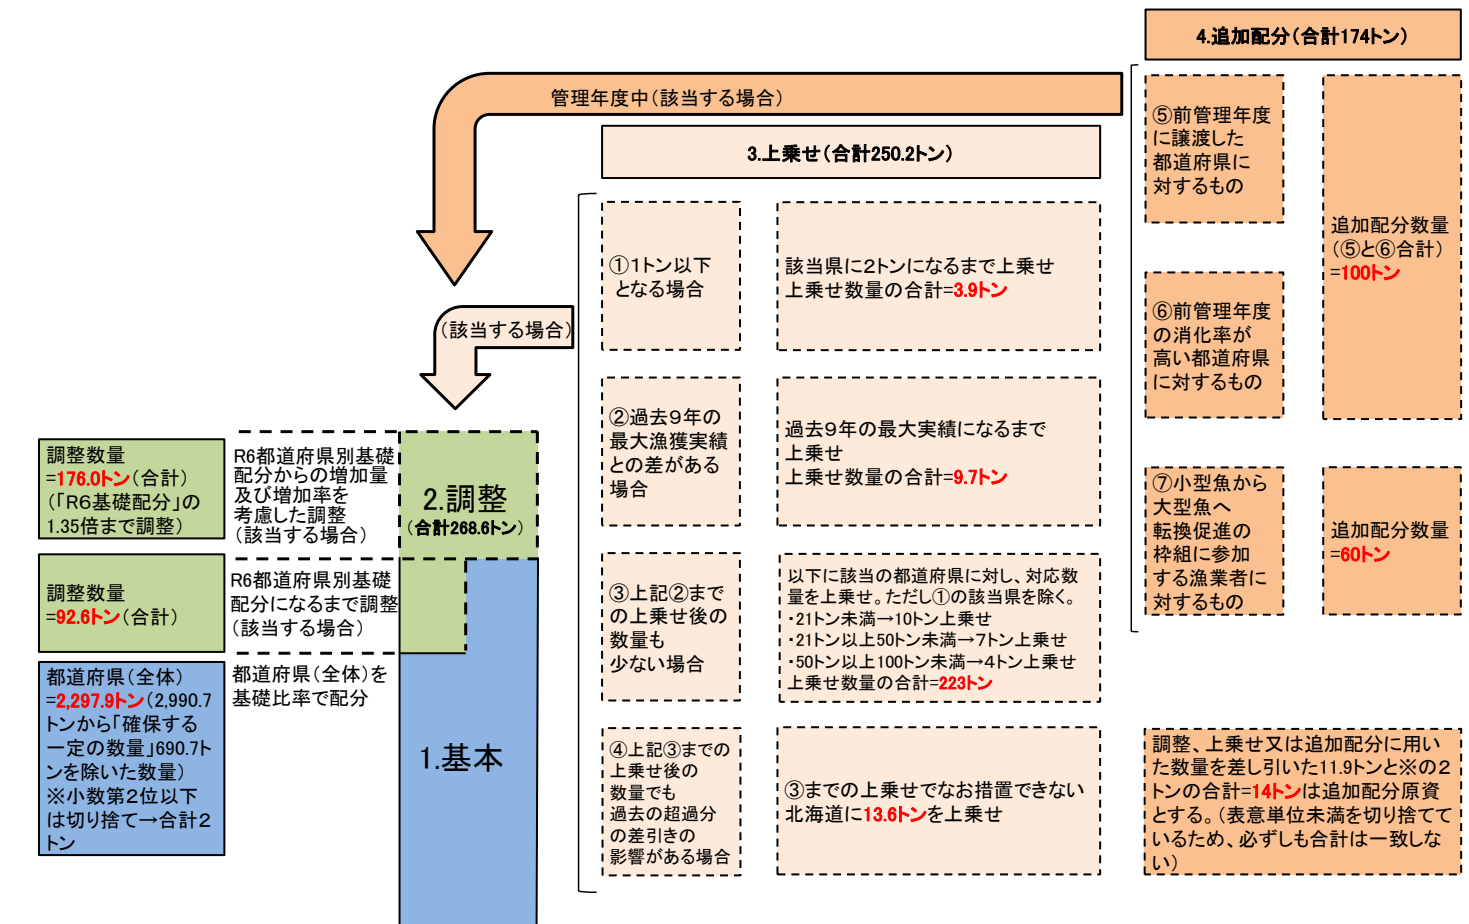 4.追加配分（合計174トン）
管理年度中（該当する場合）
⑤前管理年度
に譲渡した
都道府県に
対するもの
追加配分数量
（⑤と⑥合計）
=100トン
⑥前管理年度
の消化率が
高い都道府県
に対するもの
⑦小型魚から
大型魚へ
転換促進の
枠組に参加
する漁業者に
対するもの
追加配分数量
=60トン
調整、上乗せ又は追加配分に用い
た数量を差し引いた11.9トンと※の2
トンの合計=14トンは追加配分原資
とする。（表意単位未満を切り捨てて
いるため、必ずしも合計は一致しな
い）
3.上乗せ（合計250.2トン）
（該当する場合）
①1トン以下
となる場合
該当県に2トンになるまで上乗せ
上乗せ数量の合計=3.9トン
②過去９年の
最大漁獲実績
との差がある
場合
過去９年の最大実績になるまで
上乗せ
上乗せ数量の合計=9.7トン
③上記②まで
の上乗せ後の
数量も
少ない場合
以下に該当の都道府県に対し、対応数
量を上乗せ。ただし①の該当県を除く。
・21トン未満→10トン上乗せ
・21トン以上50トン未満→7トン上乗せ
・50トン以上100トン未満→4トン上乗せ
上乗せ数量の合計=223トン
④上記③までの
上乗せ後の
数量でも
過去の超過分
の差引きの
影響がある場合
③までの上乗せでなお措置できない
北海道に13.6トンを上乗せ
調整数量
=176.0トン（合計）
（「R6基礎配分」の
1.35倍まで調整）
R6都道府県別基礎
配分からの増加量
及び増加率を
考慮した調整
（該当する場合）
2.調整
（合計268.6トン）
調整数量
=92.6トン（合計）
R6都道府県別基礎
配分になるまで調整
（該当する場合）
都道府県（全体）
=2,297.9トン（2,990.7
トンから「確保する
一定の数量」690.7ト
ンを除いた数量）
※小数第２位以下
は切り捨て→合計２
トン
都道府県（全体）を
基礎比率で配分
1.基本